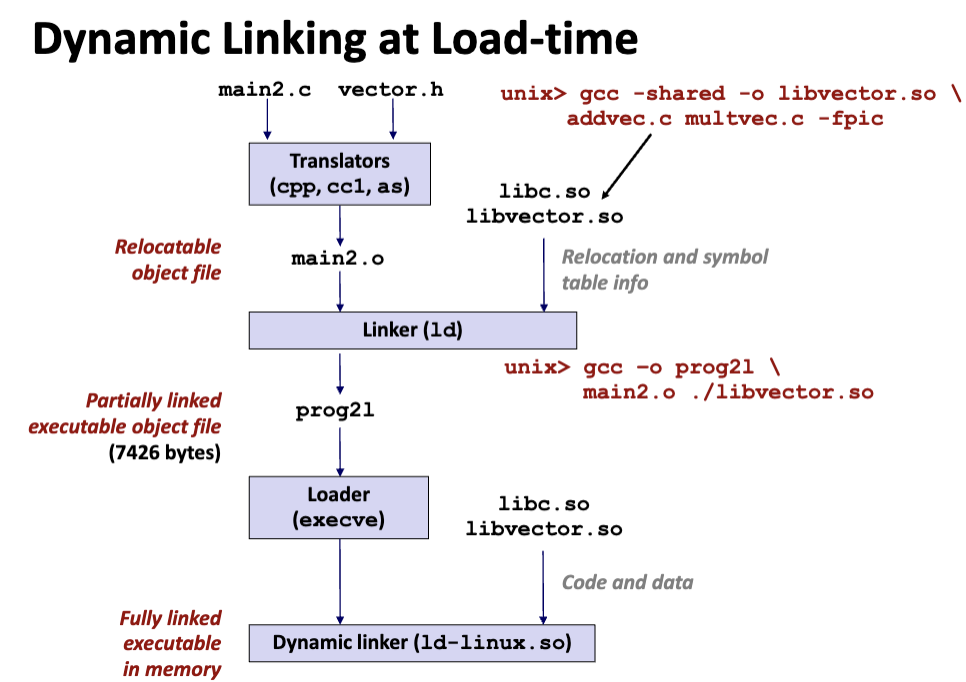 Dynamic Linking at Load-time
main2.c vector.h
unix> gcc -shared -o libvector.so \
addvec.c multvec.c -fpic
Translators
(cpp, cc1, as)
libc.so
libvector.so
Relocatable
object file
main2.o
Relocation and symbol
table info
Linker (ld)
unix> gcc –o prog2l \
main2.o ./libvector.so
Partially linked
executable object file
(7426 bytes)
prog2l
Loader
(execve)
libc.so
libvector.so
Code and data
Fully linked
executable
in memory
Dynamic linker (ld-linux.so)